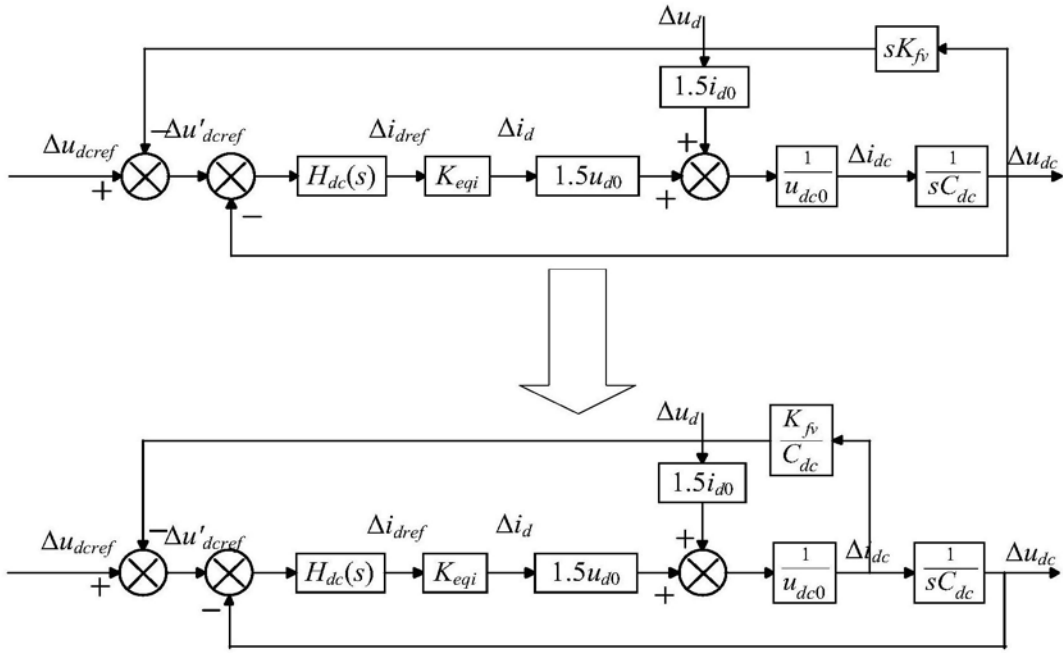 Δu_d
sK_fv
1.5i_d0
Δu_dcref
− Δu'_dcref
Δi_dref
Δi_d
+
Δi_dc
Δu_dc
+
−
H_dc(s)
K_eqi
1.5u_d0
+
1/u_dc0
1/sC_dc
Δu_d
K_fv/C_dc
1.5i_d0
Δu_dcref
− Δu'_dcref
Δi_dref
Δi_d
+
Δi_dc
Δu_dc
+
−
H_dc(s)
K_eqi
1.5u_d0
+
1/u_dc0
1/sC_dc